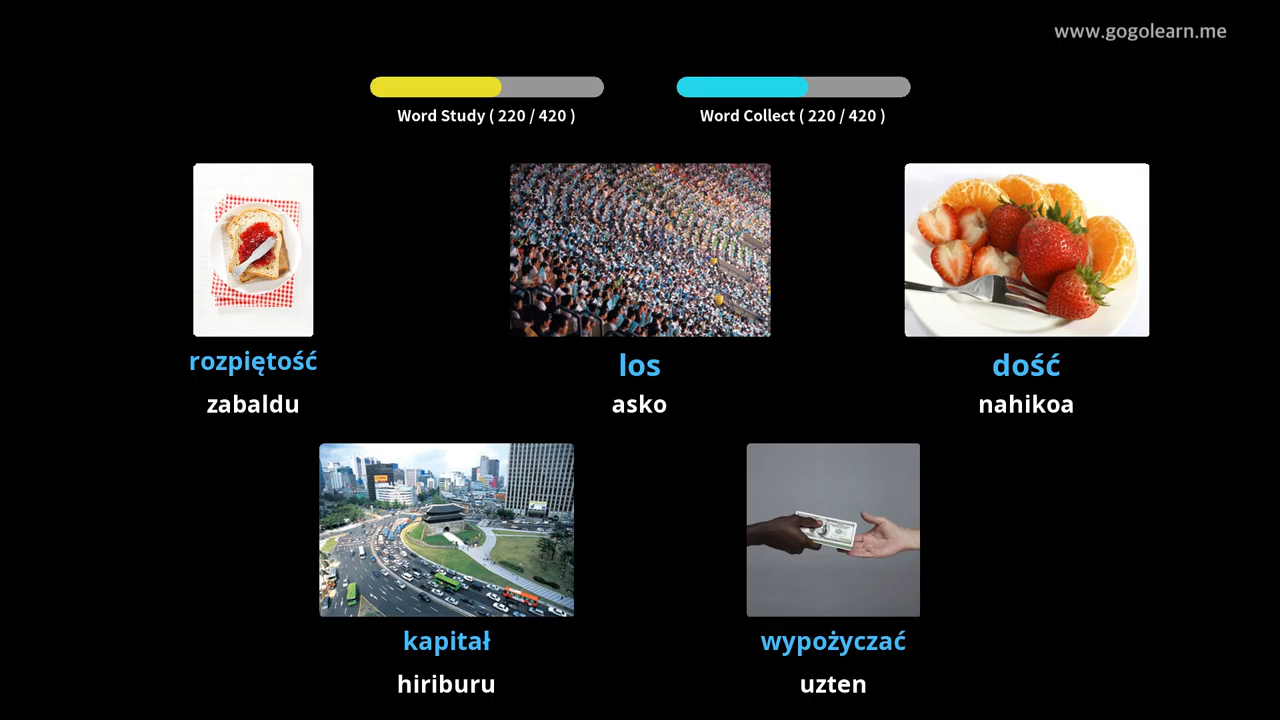 www.gogolearn.me
Word Study ( 220 / 420 )
Word Collect ( 220 / 420 )
rozpiętość
zabaldu
los
asko
dość
nahikoa
kapitał
hiriburu
wypożyczać
uzten